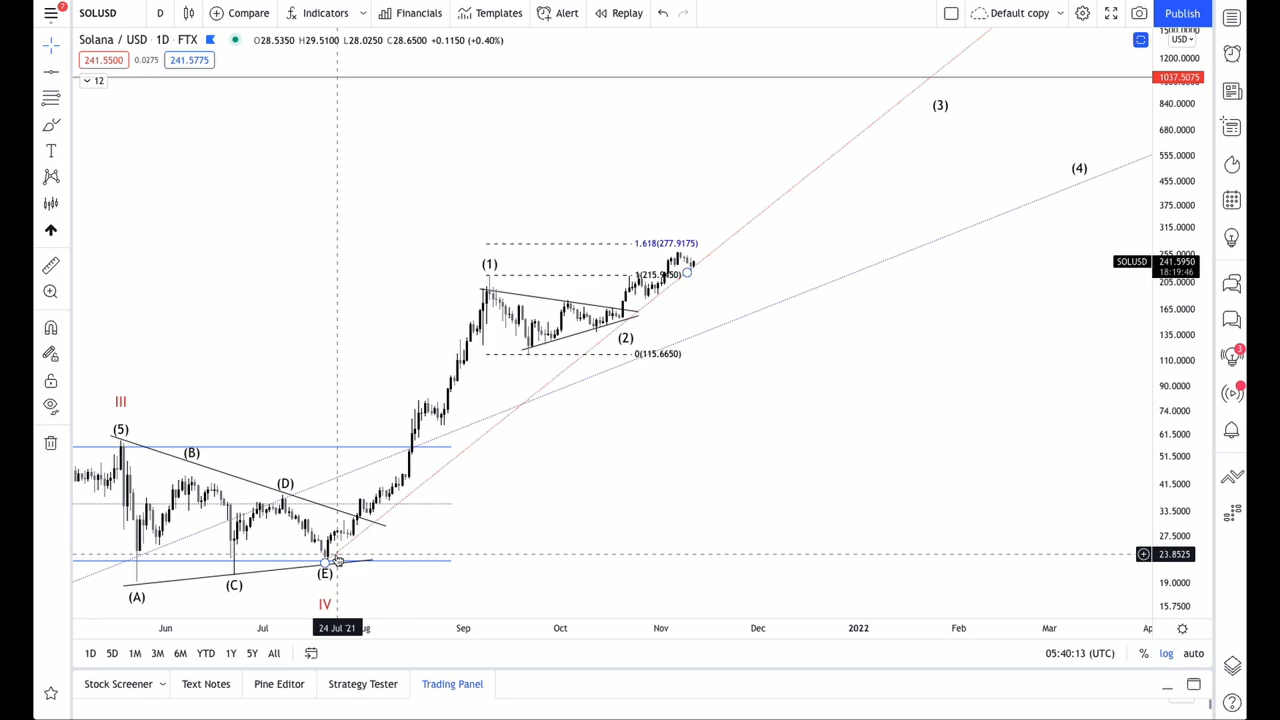 7
SOLUSD D Compare Indicators Financials Templates Alert Replay Default copy Publish
Solana / USD · 1D · FTX O28.5350 H29.5100 L28.0250 C28.6500 +0.1150 (+0.40%)
USD
241.5500 0.0275 241.5775
12
1200.0000
1037.5075
840.0000
(3)
680.0000
555.0000
(4)
455.0000
375.0000
315.0000
1.618(277.9175)
(1)
SOLUSD 241.5950
18:19:46
205.0000
165.0000
(2)
135.0000
0(115.6650)
110.0000
90.0000
74.0000
III
(5)
61.5000
(B)
51.5000
(D)
41.5000
33.5000
27.5000
23.8525
(E)
19.0000
(C)
(A)
IV
15.7500
Jun Jul 24 Jul '21 ug Sep Oct Nov Dec 2022 Feb Mar Ap
1D 5D 1M 3M 6M YTD 1Y 5Y All 05:40:13 (UTC) % log auto
Stock Screener Text Notes Pine Editor Strategy Tester Trading Panel
3